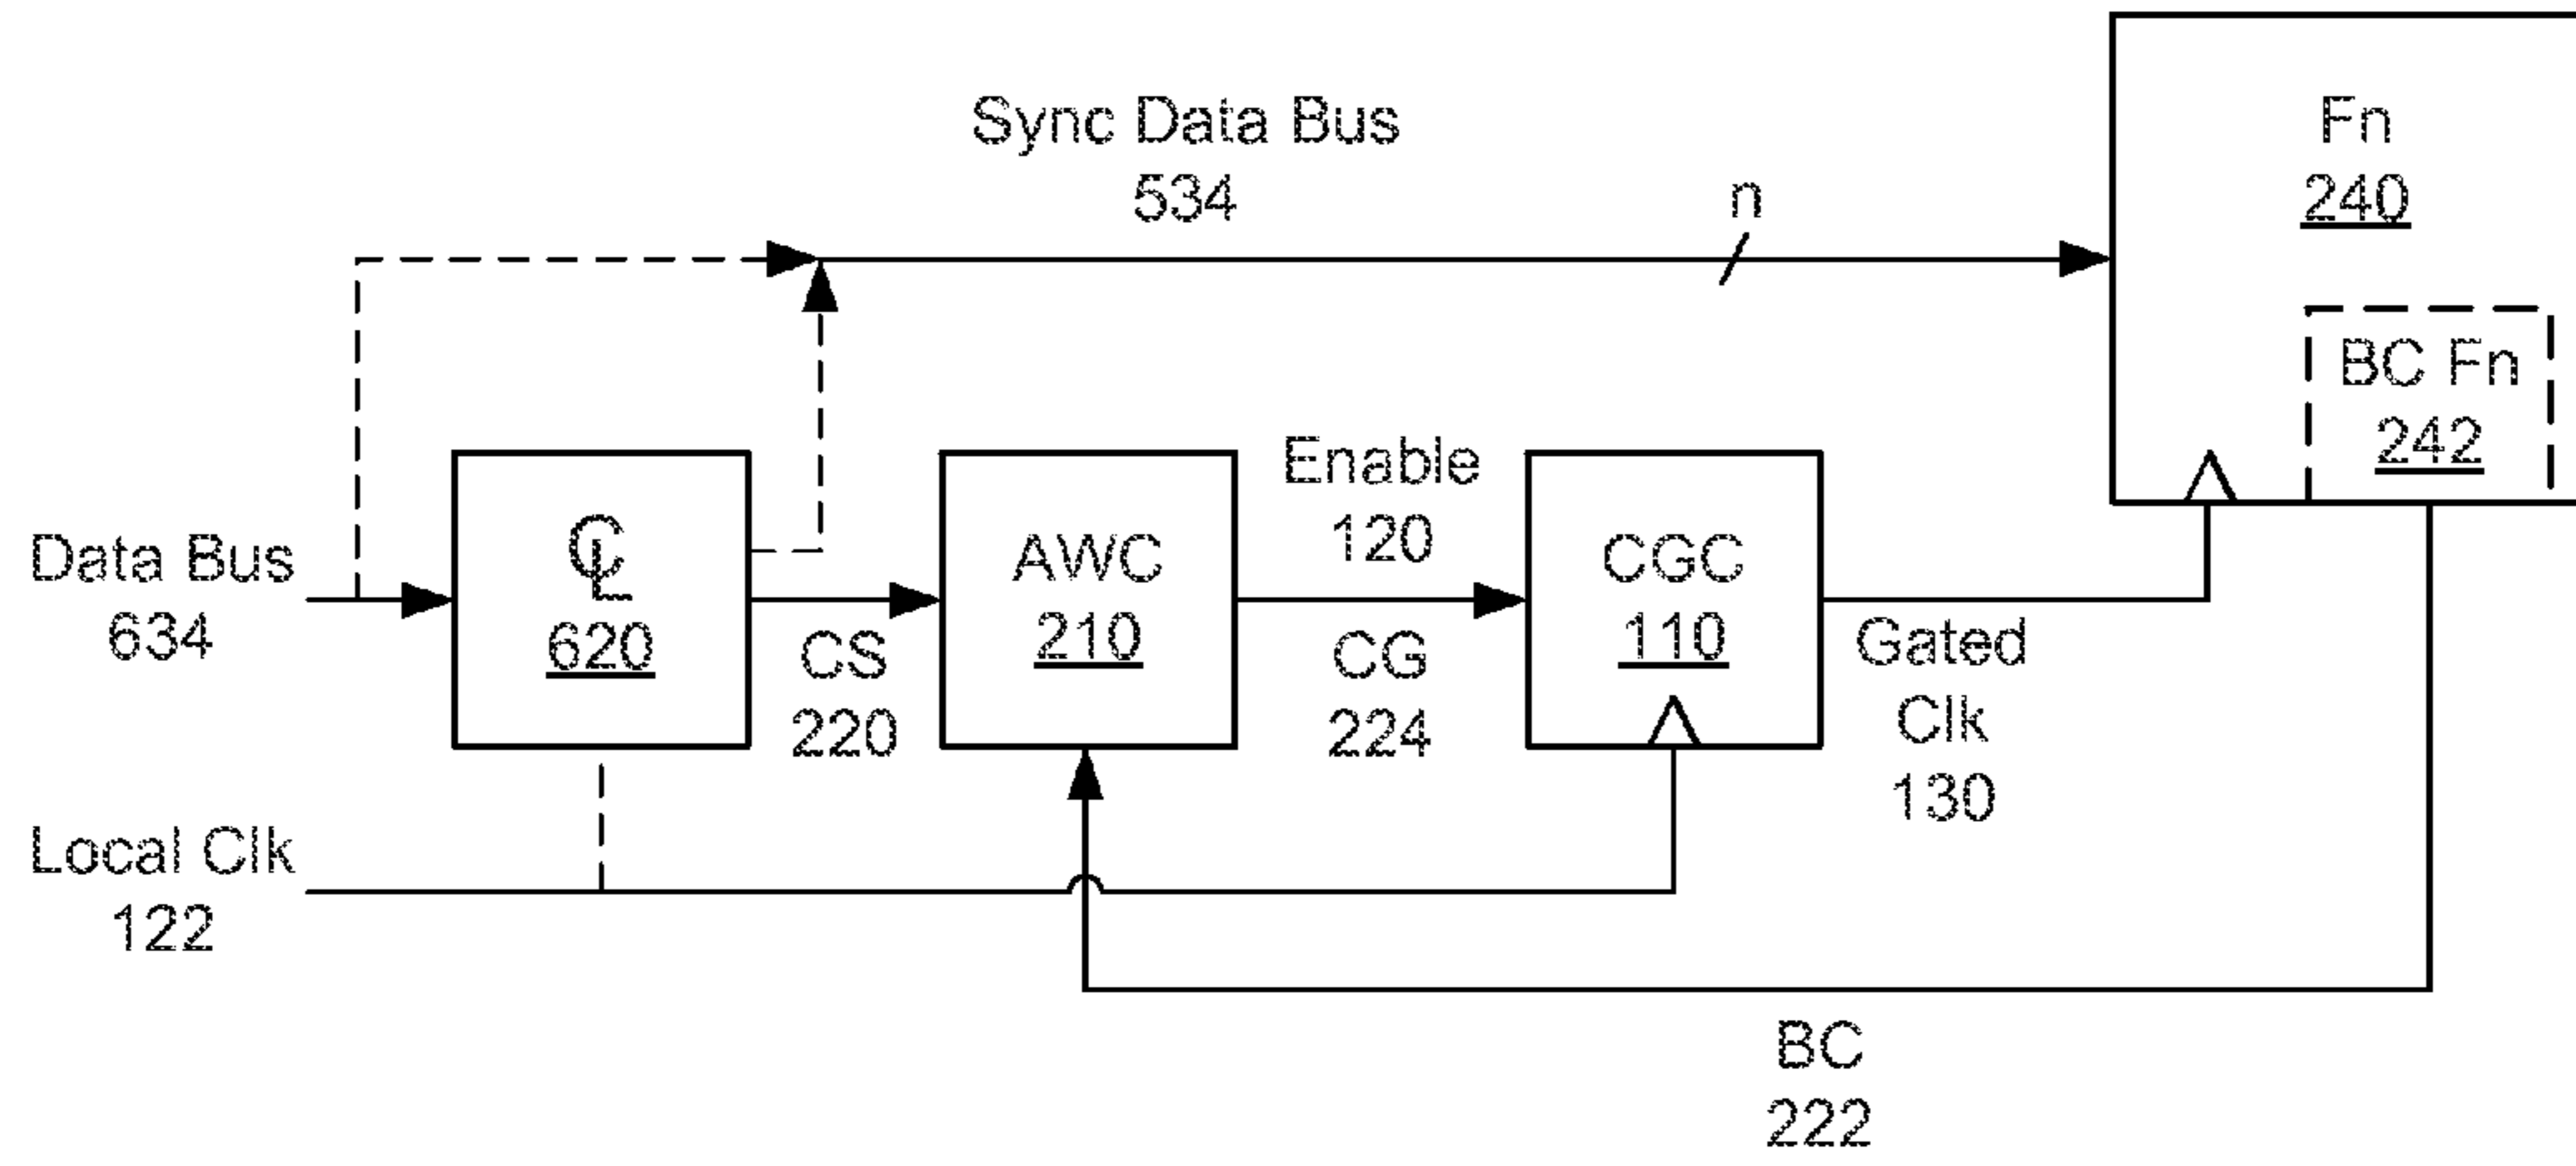 Sync Data Bus
534
n
Fn
240
BC Fn
242
Data Bus
634
CL
620
CS
220
AWC
210
Enable
120
CG
224
CGC
110
Gated
Clk
130
Local Clk
122
BC
222